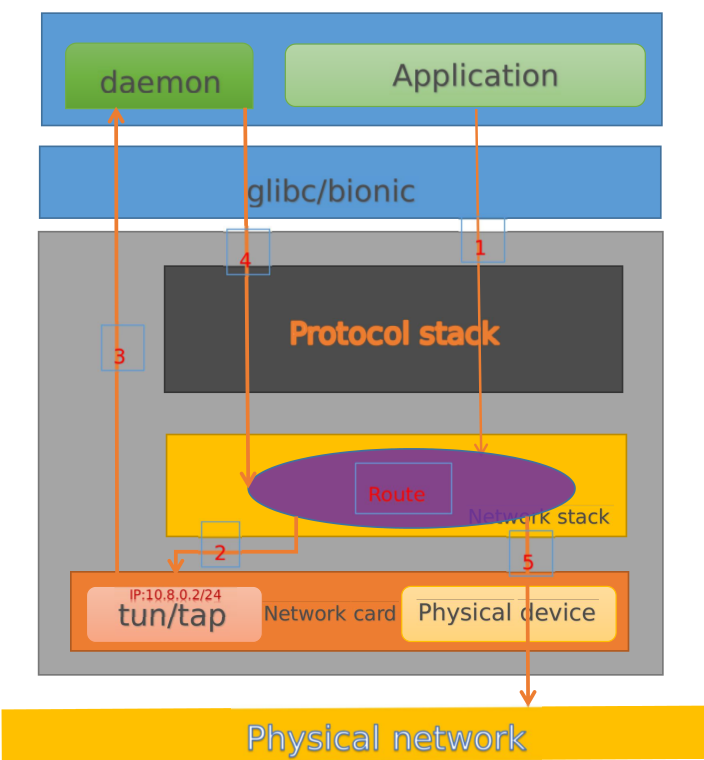 daemon
Application
glibc/bionic
1
4
Protocol stack
3
Route
Network stack
2
5
IP:10.8.0.2/24
tun/tap
Network card
Physical device
Physical network